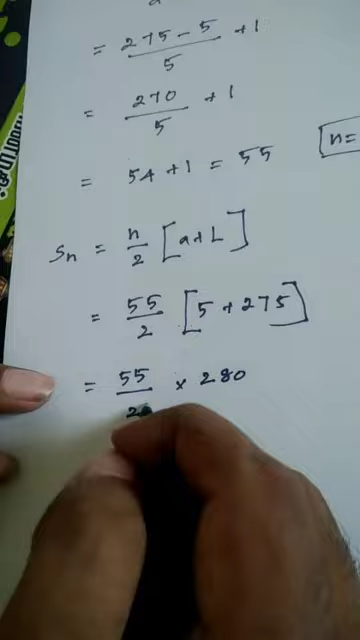 2
= 275 - 5 / 5 + 1
= 270 / 5 + 1
= 54 + 1 = 55
n =
Sn = n / 2 [a + L]
= 55 / 2 [5 + 275]
= 55 / 2 × 280